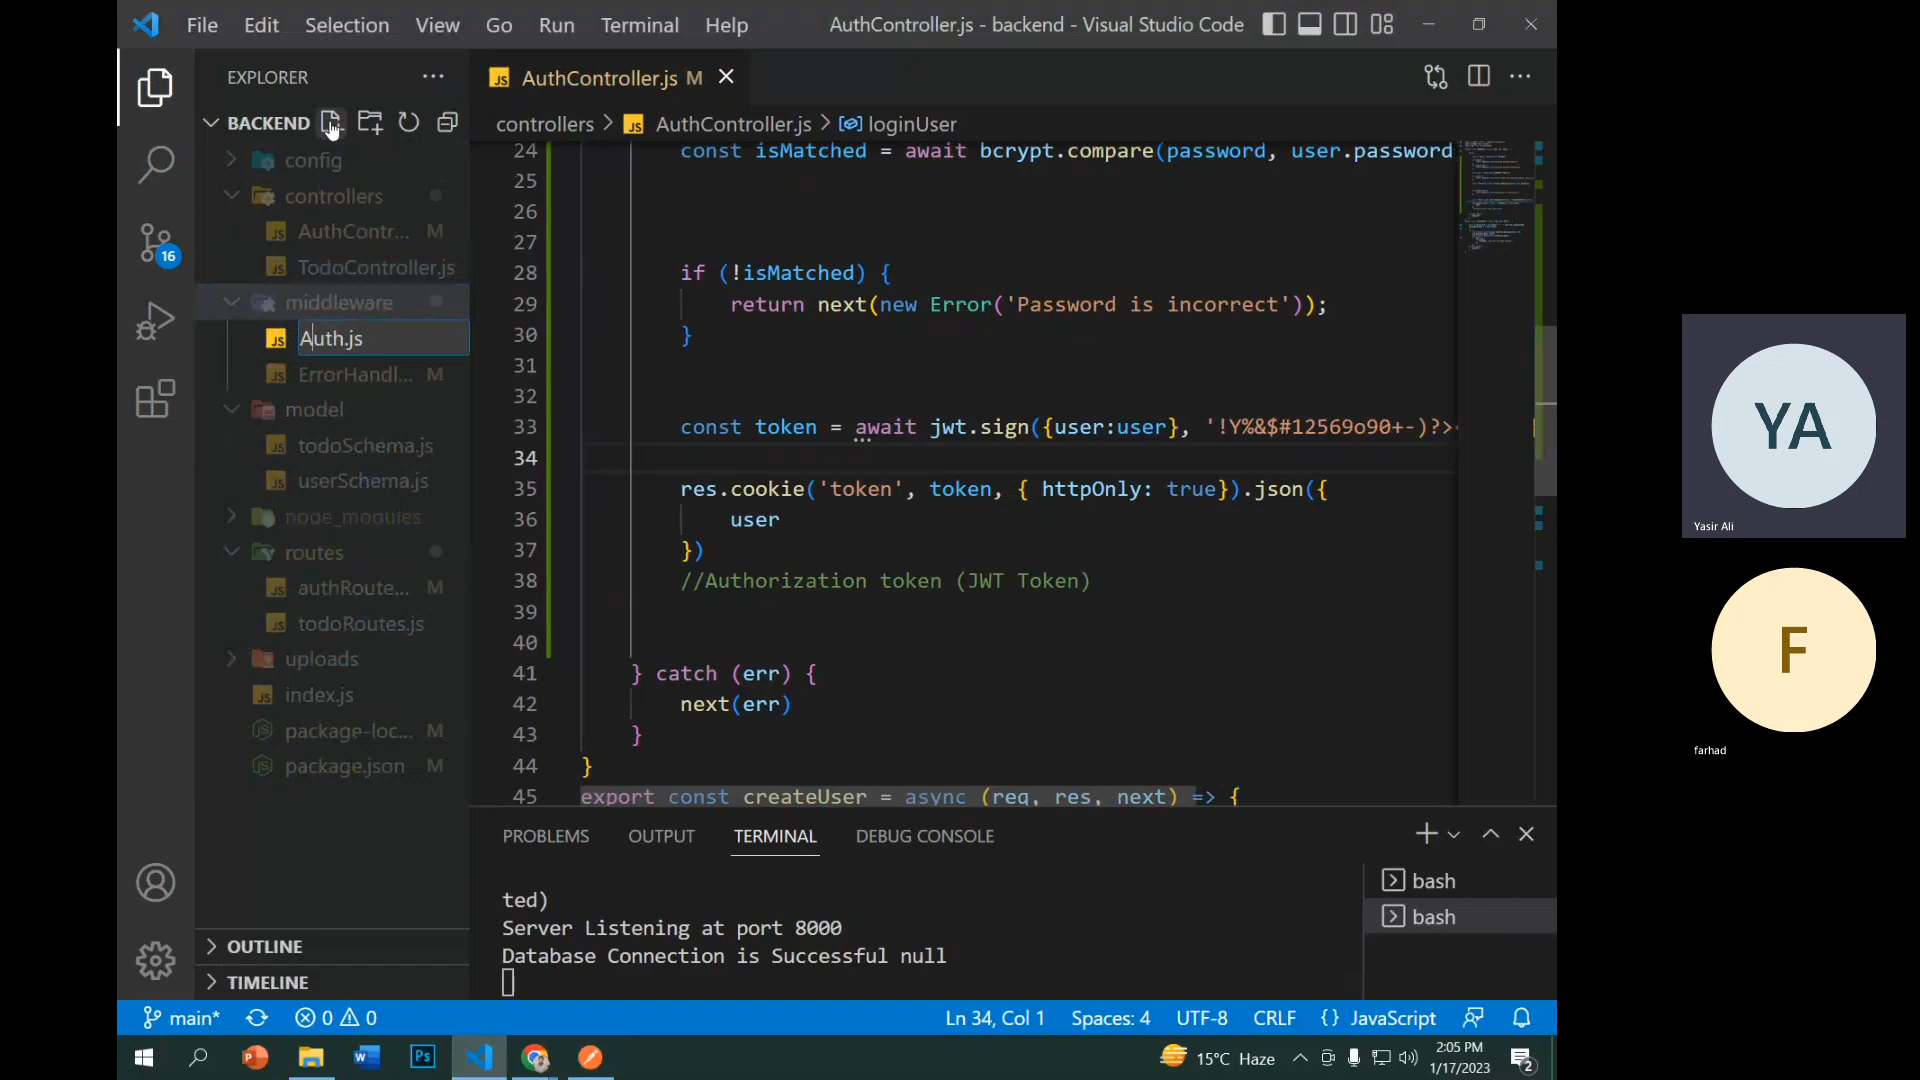 File Edit Selection View Go Run Terminal Help
AuthController.js - backend - Visual Studio Code
EXPLORER
AuthController.js M
BACKEND
controllers > AuthController.js > loginUser
config
controllers
AuthContr... M
TodoController.js
middleware
Auth.js
ErrorHandl... M
model
todoSchema.js
userSchema.js
node_modules
routes
authRoute... M
todoRoutes.js
uploads
index.js
package-loc... M
package.json M
OUTLINE
TIMELINE
16
24 const isMatched = await bcrypt.compare(password, user.password
25
26
27
28 if (!isMatched) {
29 return next(new Error('Password is incorrect'));
30 }
31
32
33 const token = await jwt.sign({user:user}, '!Y%&$#12569o90+-)?>
34
35 res.cookie('token', token, { httpOnly: true}).json({
36 user
37 })
38 //Authorization token (JWT Token)
39
40
41 } catch (err) {
42 next(err)
43 }
44 }
45 export const createUser = async (req, res, next) => {
PROBLEMS OUTPUT TERMINAL DEBUG CONSOLE
ted)
Server Listening at port 8000
Database Connection is Successful null
bash
bash
main* 0 0 Ln 34, Col 1 Spaces: 4 UTF-8 CRLF {} JavaScript
15°C Haze
2:05 PM
1/17/2023
2
YA
Yasir Ali
F
farhad